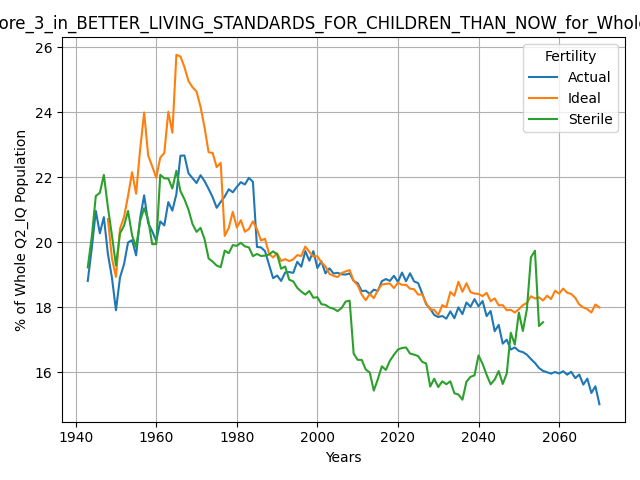 ore_3_in_BETTER_LIVING_STANDARDS_FOR_CHILDREN_THAN_NOW_for_Whole
26
24
22
20
18
16
% of Whole Q2_IQ Population
Fertility
Actual
Ideal
Sterile
1940 1960 1980 2000 2020 2040 2060
Years